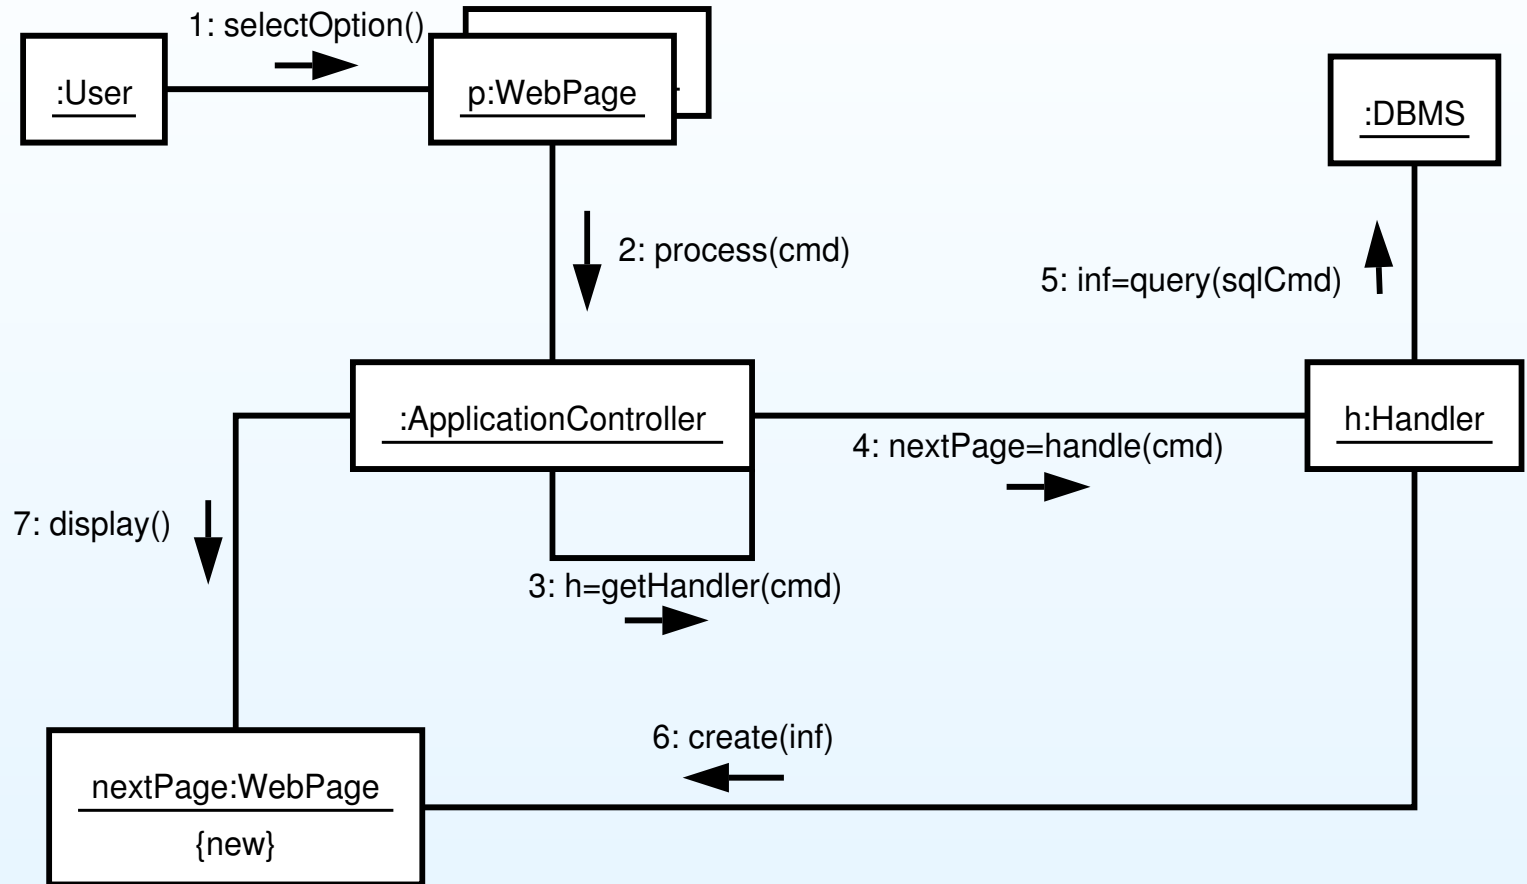 1: selectOption()
:User
p:WebPage
:DBMS
2: process(cmd)
5: inf=query(sqlCmd)
:ApplicationController
h:Handler
4: nextPage=handle(cmd)
7: display()
3: h=getHandler(cmd)
6: create(inf)
nextPage:WebPage
{new}